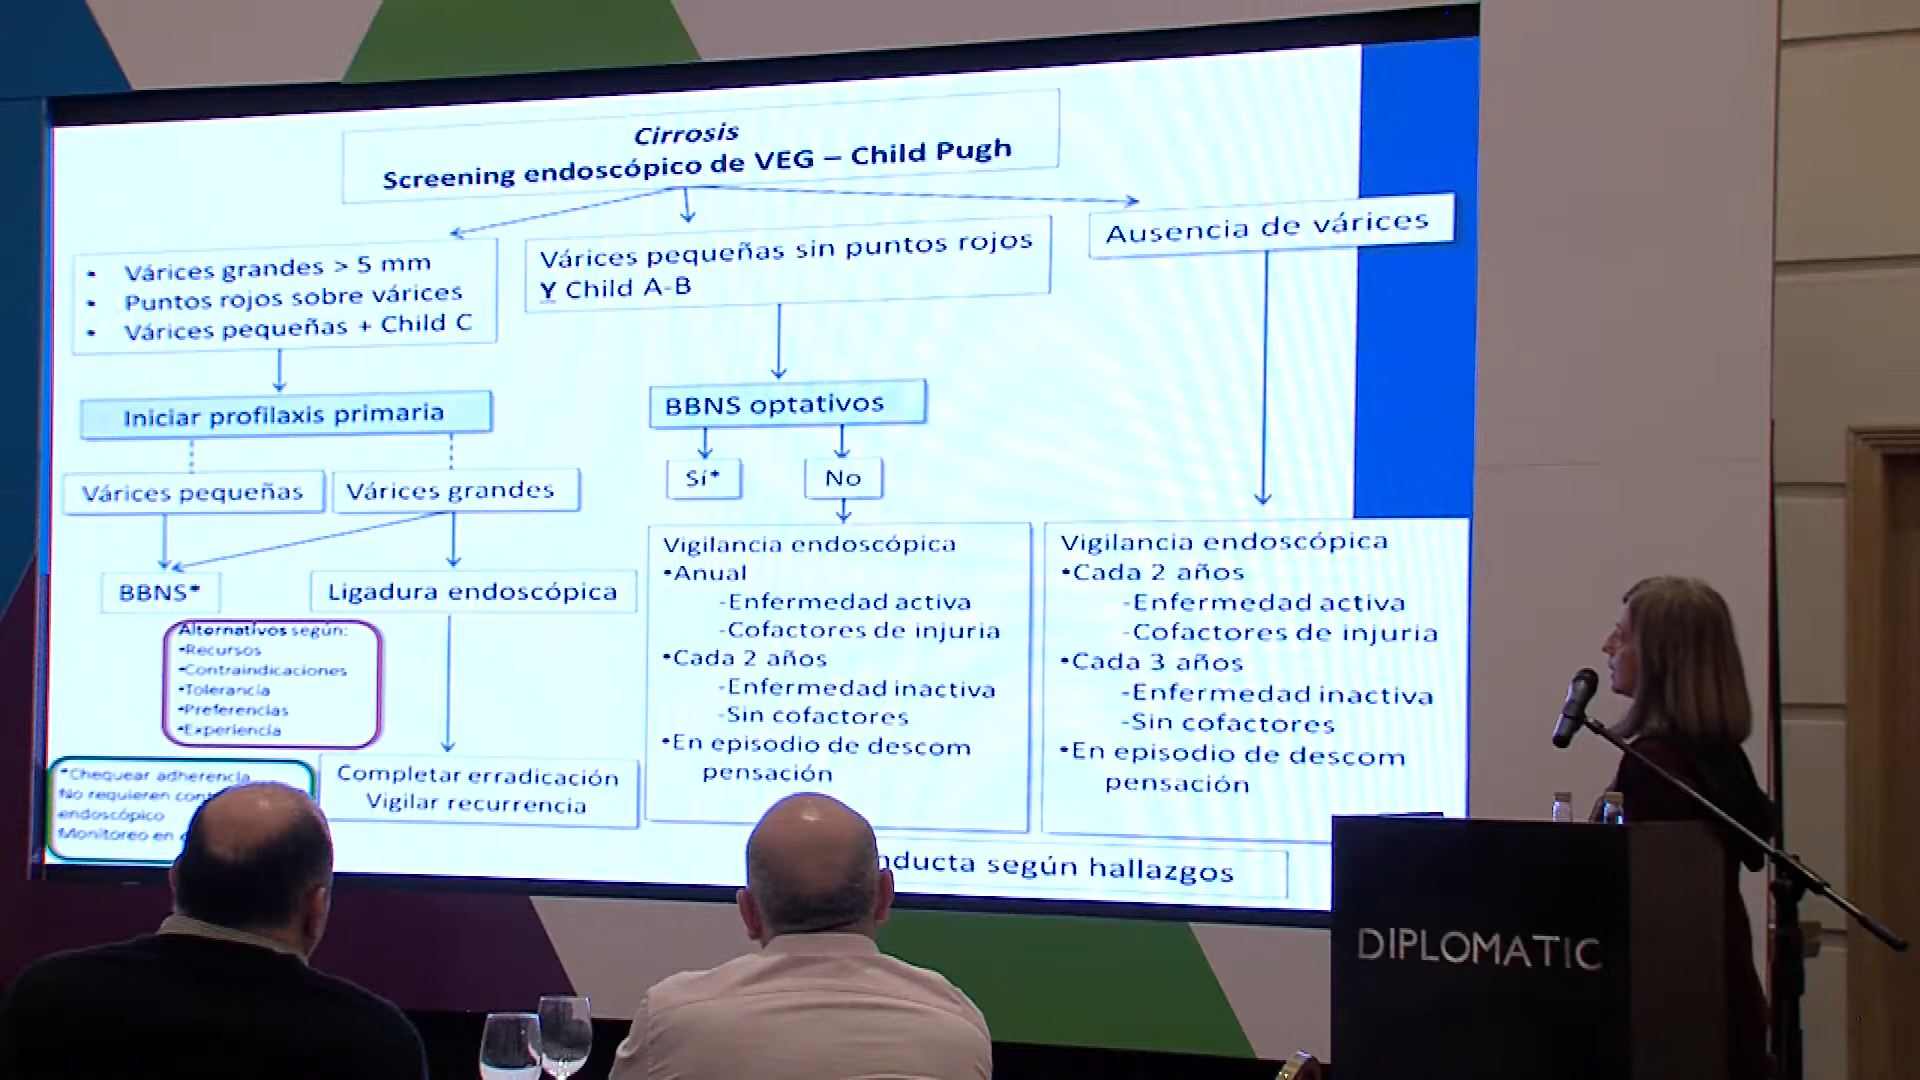 Cirrosis
Screening endoscópico de VEG – Child Pugh
• Várices grandes > 5 mm
• Puntos rojos sobre várices
• Várices pequeñas + Child C
Várices pequeñas sin puntos rojos
Y Child A-B
Ausencia de várices
Iniciar profilaxis primaria
BBNS optativos
Sí*
No
Várices pequeñas
Várices grandes
BBNS*
Ligadura endoscópica
Alternativos según:
•Recursos
•Contraindicaciones
•Tolerancia
•Preferencias
•Experiencia
*Chequear adherencia
No requieren
endoscópico
Monitoreo en
Completar erradicación
Vigilar recurrencia
Vigilancia endoscópica
•Anual
-Enfermedad activa
-Cofactores de injuria
•Cada 2 años
-Enfermedad inactiva
-Sin cofactores
•En episodio de descom
pensación
Vigilancia endoscópica
•Cada 2 años
-Enfermedad activa
-Cofactores de injuria
•Cada 3 años
-Enfermedad inactiva
-Sin cofactores
•En episodio de descom
pensación
según hallazgos
DIPLOMATIC